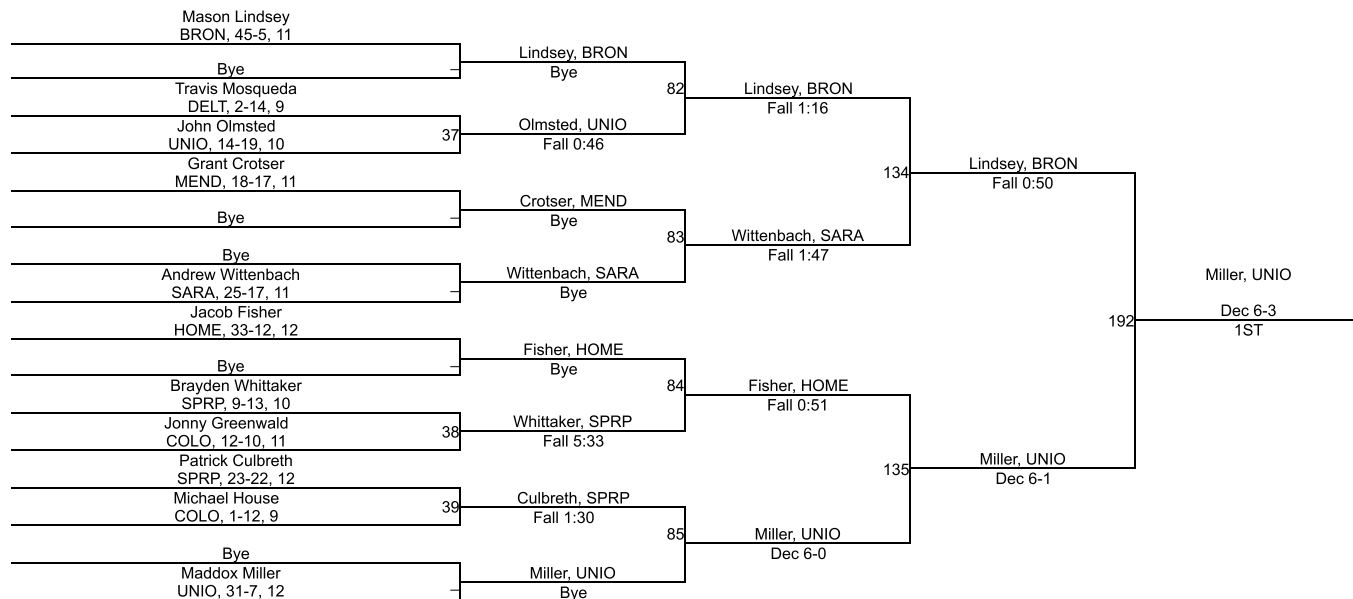 Mason Lindsey
BRON, 45-5, 11
Bye
Travis Mosqueda
DELT, 2-14, 9
John Olmsted
UNIO, 14-19, 10
Grant Crotser
MEND, 18-17, 11
Bye
Bye
Andrew Wittenbach
SARA, 25-17, 11
Jacob Fisher
HOME, 33-12, 12
Bye
Brayden Whittaker
SPRP, 9-13, 10
Jonny Greenwald
COLO, 12-10, 11
Patrick Culbreth
SPRP, 23-22, 12
Michael House
COLO, 1-12, 9
Bye
Maddox Miller
UNIO, 31-7, 12
–
37
–
–
–
38
39
–
Lindsey, BRON
Bye
Olmsted, UNIO
Fall 0:46
Crotser, MEND
Bye
Wittenbach, SARA
Bye
Fisher, HOME
Bye
Whittaker, SPRP
Fall 5:33
Culbreth, SPRP
Fall 1:30
Miller, UNIO
Bye
82
83
84
85
Lindsey, BRON
Fall 1:16
Wittenbach, SARA
Fall 1:47
Fisher, HOME
Fall 0:51
Miller, UNIO
Dec 6-0
134
135
Lindsey, BRON
Fall 0:50
Miller, UNIO
Dec 6-1
192
Miller, UNIO
Dec 6-3
1ST